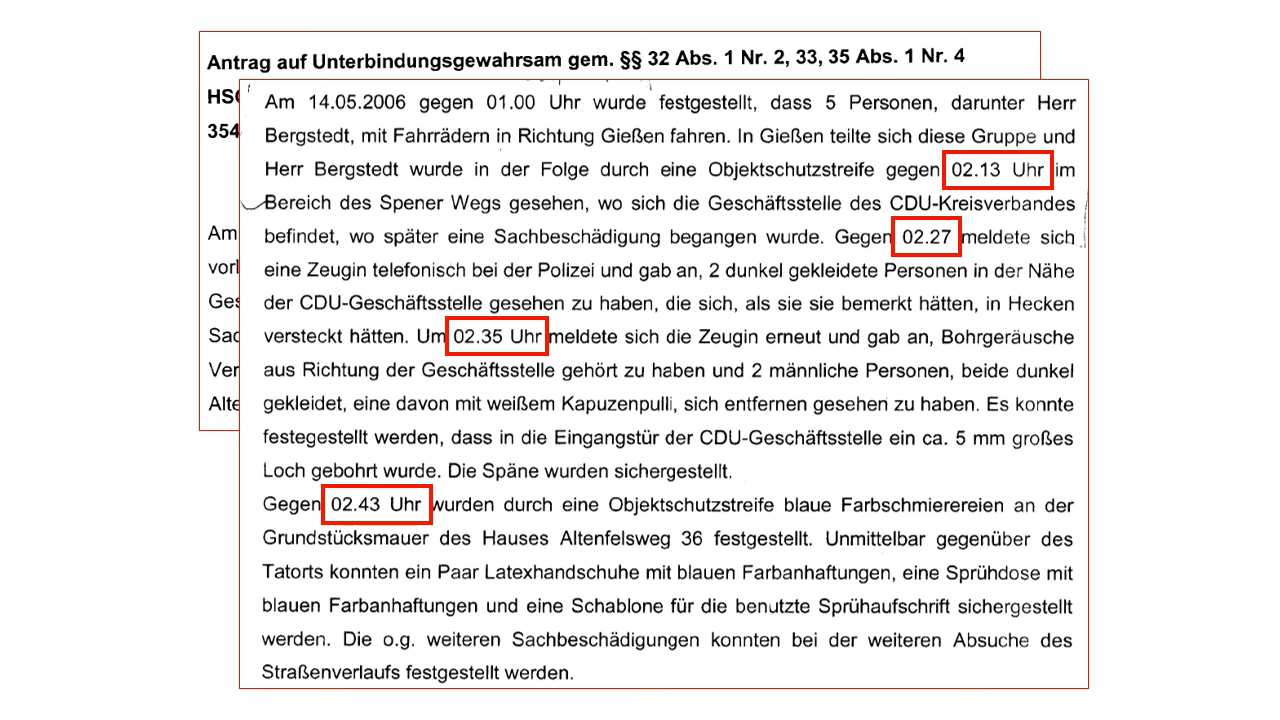 Antrag auf Unterbindungsgewahrsam gem. §§ 32 Abs. 1 Nr. 2, 33, 35 Abs. 1 Nr. 4
HSO
354
Am 14.05.2006 gegen 01.00 Uhr wurde festgestellt, dass 5 Personen, darunter Herr
Bergstedt, mit Fahrrädern in Richtung Gießen fahren. In Gießen teilte sich diese Gruppe und
Herr Bergstedt wurde in der Folge durch eine Objektschutzstreife gegen 02.13 Uhr im
Bereich des Spener Wegs gesehen, wo sich die Geschäftsstelle des CDU-Kreisverbandes
befindet, wo später eine Sachbeschädigung begangen wurde. Gegen 02.27 meldete sich
eine Zeugin telefonisch bei der Polizei und gab an, 2 dunkel gekleidete Personen in der Nähe
der CDU-Geschäftsstelle gesehen zu haben, die sich, als sie sie bemerkt hätten, in Hecken
versteckt hätten. Um 02.35 Uhr meldete sich die Zeugin erneut und gab an, Bohrgeräusche
aus Richtung der Geschäftsstelle gehört zu haben und 2 männliche Personen, beide dunkel
gekleidet, eine davon mit weißem Kapuzenpulli, sich entfernen gesehen zu haben. Es konnte
festegestellt werden, dass in die Eingangstür der CDU-Geschäftsstelle ein ca. 5 mm großes
Loch gebohrt wurde. Die Späne wurden sichergestellt.
Gegen 02.43 Uhr wurden durch eine Objektschutzstreife blaue Farbschmierereien an der
Grundstücksmauer des Hauses Altenfelsweg 36 festgestellt. Unmittelbar gegenüber des
Tatorts konnten ein Paar Latexhandschuhe mit blauen Farbanhaftungen, eine Sprühdose mit
blauen Farbanhaftungen und eine Schablone für die benutzte Sprühaufschrift sichergestellt
werden. Die o.g. weiteren Sachbeschädigungen konnten bei der weiteren Absuche des
Straßenverlaufs festgestellt werden.
Am
vorl
Ges
Sac
Ver
Alte